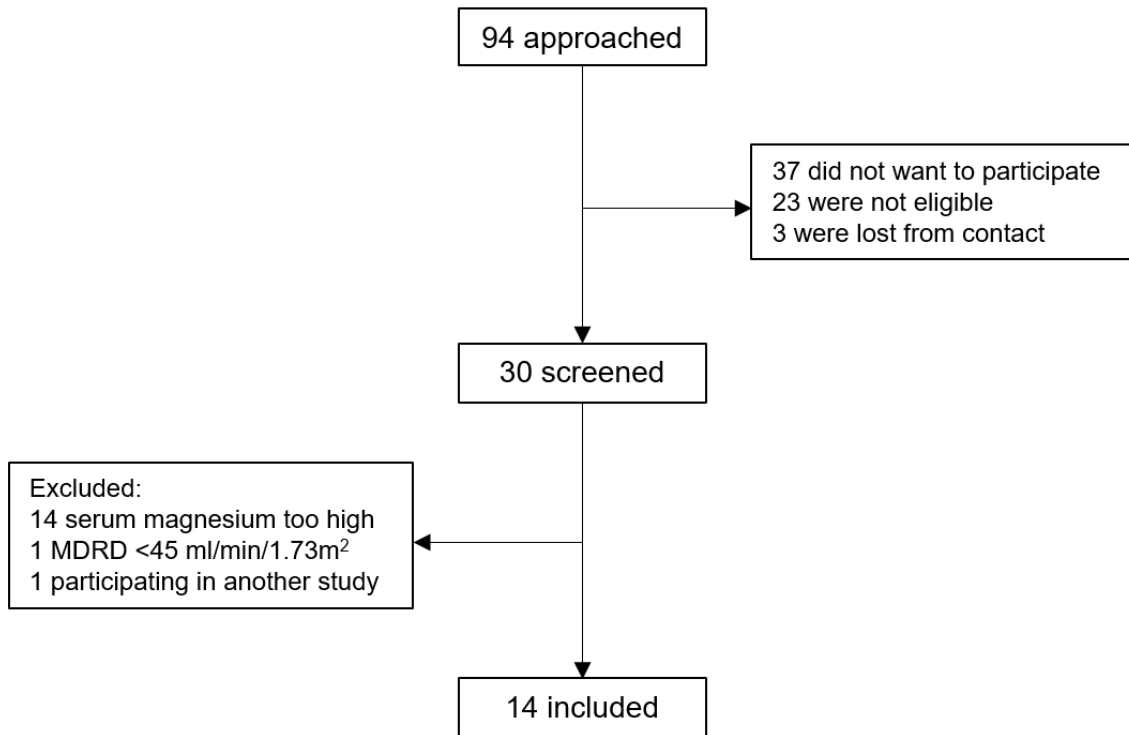 94 approached
37 did not want to participate
23 were not eligible
3 were lost from contact
30 screened
Excluded:
14 serum magnesium too high
1 MDRD <45 ml/min/1.73m²
1 participating in another study
14 included